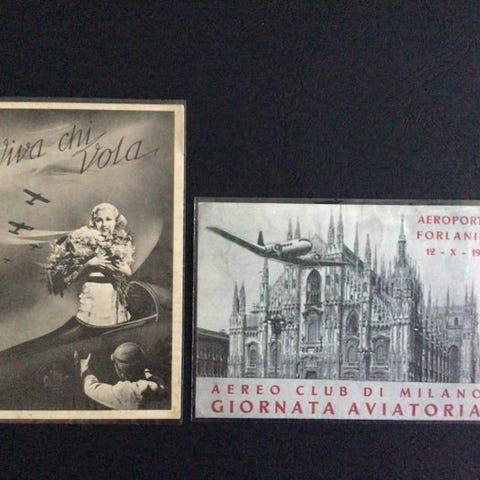 Viva chi
Vola
AEROPORT
FORLANI
12-X-19
AEREO CLUB DI MILANO
GIORNATA AVIATORIA